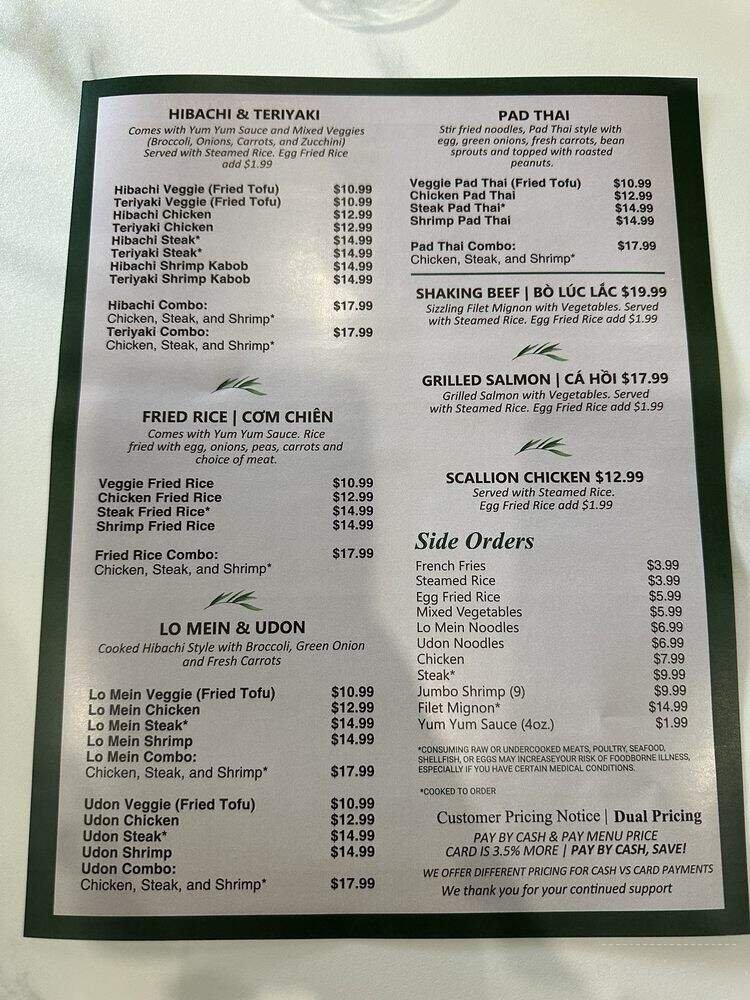 HIBACHI & TERIYAKI
Comes with Yum Yum Sauce and Mixed Veggies
(Broccoli, Onions, Carrots, and Zucchini)
Served with Steamed Rice. Egg Fried Rice
add $1.99
Hibachi Veggie (Fried Tofu) $10.99
Teriyaki Veggie (Fried Tofu) $10.99
Hibachi Chicken $12.99
Teriyaki Chicken $12.99
Hibachi Steak* $14.99
Teriyaki Steak* $14.99
Hibachi Shrimp Kabob $14.99
Teriyaki Shrimp Kabob $14.99
Hibachi Combo: $17.99
Chicken, Steak, and Shrimp*
Teriyaki Combo: $17.99
Chicken, Steak, and Shrimp*
FRIED RICE | CƠM CHIÊN
Comes with Yum Yum Sauce. Rice
fried with egg, onions, peas, carrots and
choice of meat.
Veggie Fried Rice $10.99
Chicken Fried Rice $12.99
Steak Fried Rice* $14.99
Shrimp Fried Rice $14.99
Fried Rice Combo: $17.99
Chicken, Steak, and Shrimp*
LO MEIN & UDON
Cooked Hibachi Style with Broccoli, Green Onion
and Fresh Carrots
Lo Mein Veggie (Fried Tofu) $10.99
Lo Mein Chicken $12.99
Lo Mein Steak* $14.99
Lo Mein Shrimp $14.99
Lo Mein Combo:
Chicken, Steak, and Shrimp* $17.99
Udon Veggie (Fried Tofu) $10.99
Udon Chicken $12.99
Udon Steak* $14.99
Udon Shrimp $14.99
Udon Combo:
Chicken, Steak, and Shrimp* $17.99
PAD THAI
Stir fried noodles, Pad Thai style with
egg, green onions, fresh carrots, bean
sprouts and topped with roasted
peanuts.
Veggie Pad Thai (Fried Tofu) $10.99
Chicken Pad Thai $12.99
Steak Pad Thai* $14.99
Shrimp Pad Thai $14.99
Pad Thai Combo: $17.99
Chicken, Steak, and Shrimp*
SHAKING BEEF | BÒ LÚC LẮC $19.99
Sizzling Filet Mignon with Vegetables. Served
with Steamed Rice. Egg Fried Rice add $1.99
GRILLED SALMON | CÁ HỒI $17.99
Grilled Salmon with Vegetables. Served
with Steamed Rice. Egg Fried Rice add $1.99
SCALLION CHICKEN $12.99
Served with Steamed Rice.
Egg Fried Rice add $1.99
Side Orders
French Fries $3.99
Steamed Rice $3.99
Egg Fried Rice $5.99
Mixed Vegetables $5.99
Lo Mein Noodles $6.99
Udon Noodles $6.99
Chicken $7.99
Steak* $9.99
Jumbo Shrimp (9) $9.99
Filet Mignon* $14.99
Yum Yum Sauce (4oz.) $1.99
*CONSUMING RAW OR UNDERCOOKED MEATS, POULTRY, SEAFOOD,
SHELLFISH, OR EGGS MAY INCREASEYOUR RISK OF FOODBORNE ILLNESS,
ESPECIALLY IF YOU HAVE CERTAIN MEDICAL CONDITIONS.
*COOKED TO ORDER
Customer Pricing Notice | Dual Pricing
PAY BY CASH & PAY MENU PRICE
CARD IS 3.5% MORE | PAY BY CASH, SAVE!
WE OFFER DIFFERENT PRICING FOR CASH VS CARD PAYMENTS
We thank you for your continued support